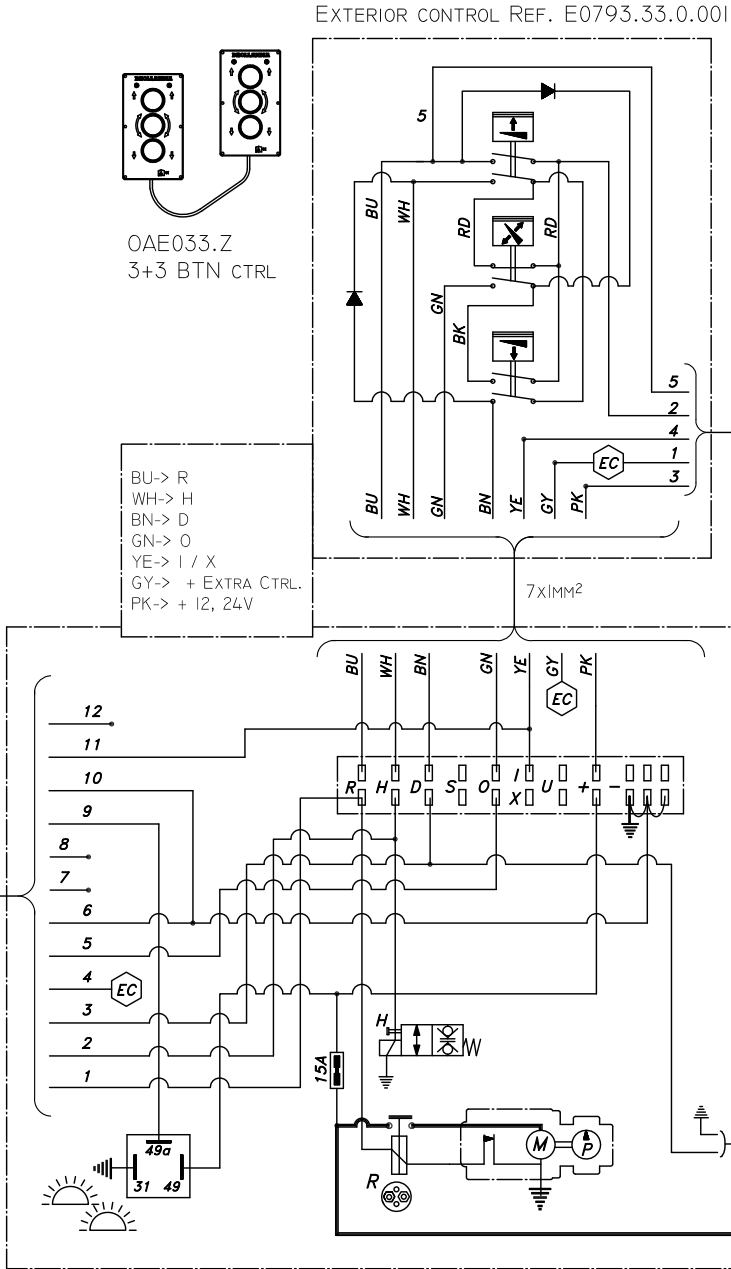 EXTERIOR CONTROL REF. E0793.33.0.001
OAE033.Z
3+3 BTN CTRL
5
BU
WH
RD
RD
GN
BK
5
2
4
1
EC
3
BU
WH
GN
BN
YE
GY
PK
BU-> R
WH-> H
BN-> D
GN-> O
YE-> I / X
GY-> + EXTRA CTRL.
PK-> + 12, 24V
7x1MM²
BU
WH
BN
GN
YE
GY
PK
EC
12
11
10
9
8
7
6
5
4
EC
3
2
1
R H D S O I X U + -
H
15A
49a
31 49
R
M
P